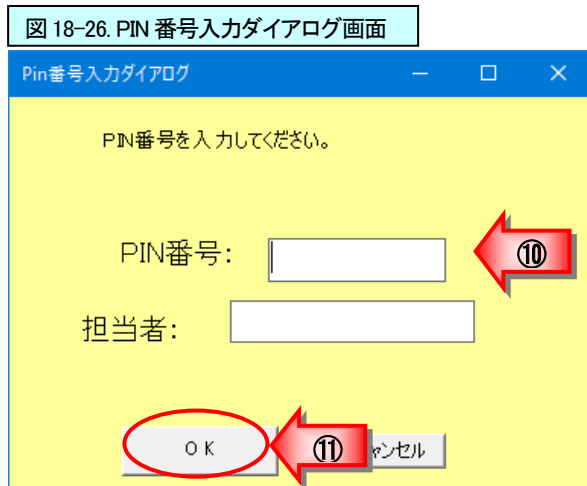 図 18-26. PIN 番号入力ダイアログ画面
Pin番号入力ダイアログ
PIN番号を入力してください。
PIN番号:
⑩
担当者:
OK
⑪
ャンセル